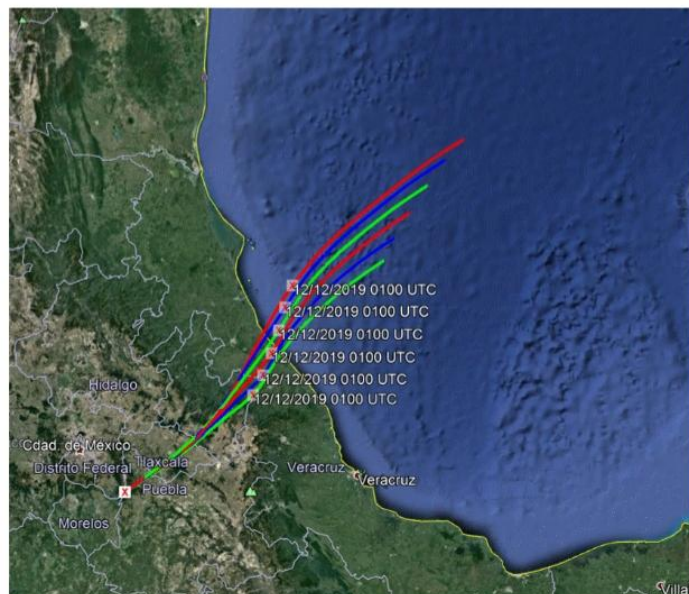 12/12/2019 0100 UTC
12/12/2019 0100 UTC
12/12/2019 0100 UTC
12/12/2019 0100 UTC
12/12/2019 0100 UTC
12/12/2019 0100 UTC
Hidalgo
Cdad. de México
Distrito Federal
Tlaxcala
Puebla
Morelos
Veracruz
Veracruz
Villa